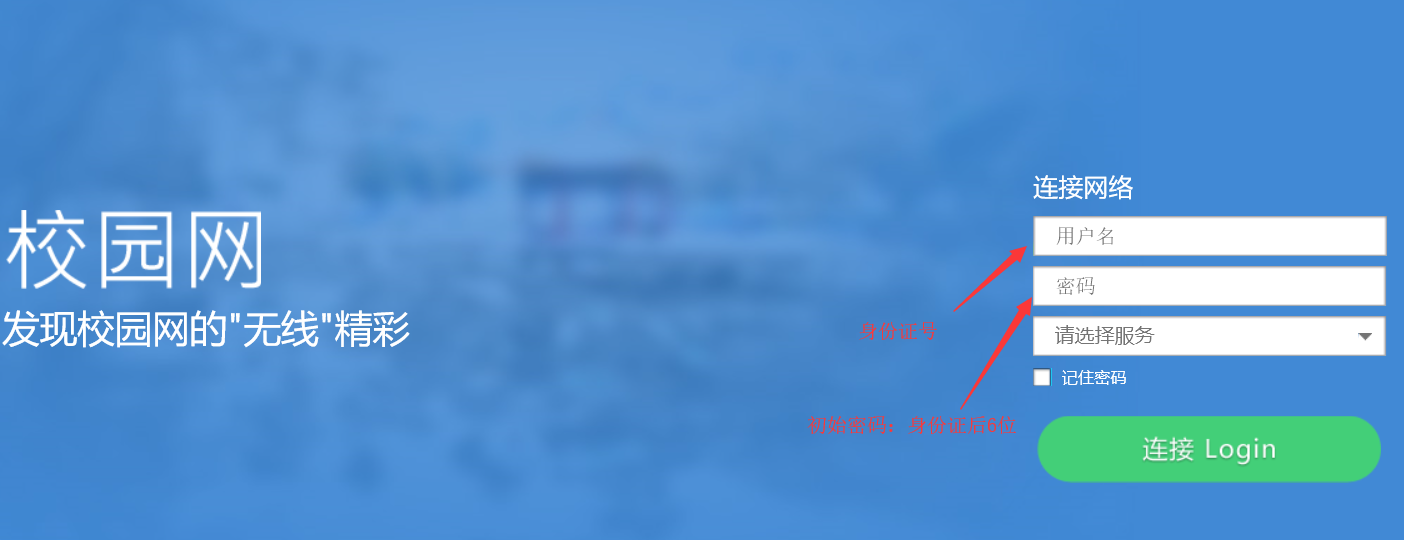 校园网
发现校园网的"无线"精彩
连接网络
用户名
密码
请选择服务
记住密码
连接 Login
身份证号
初始密码：身份证后6位